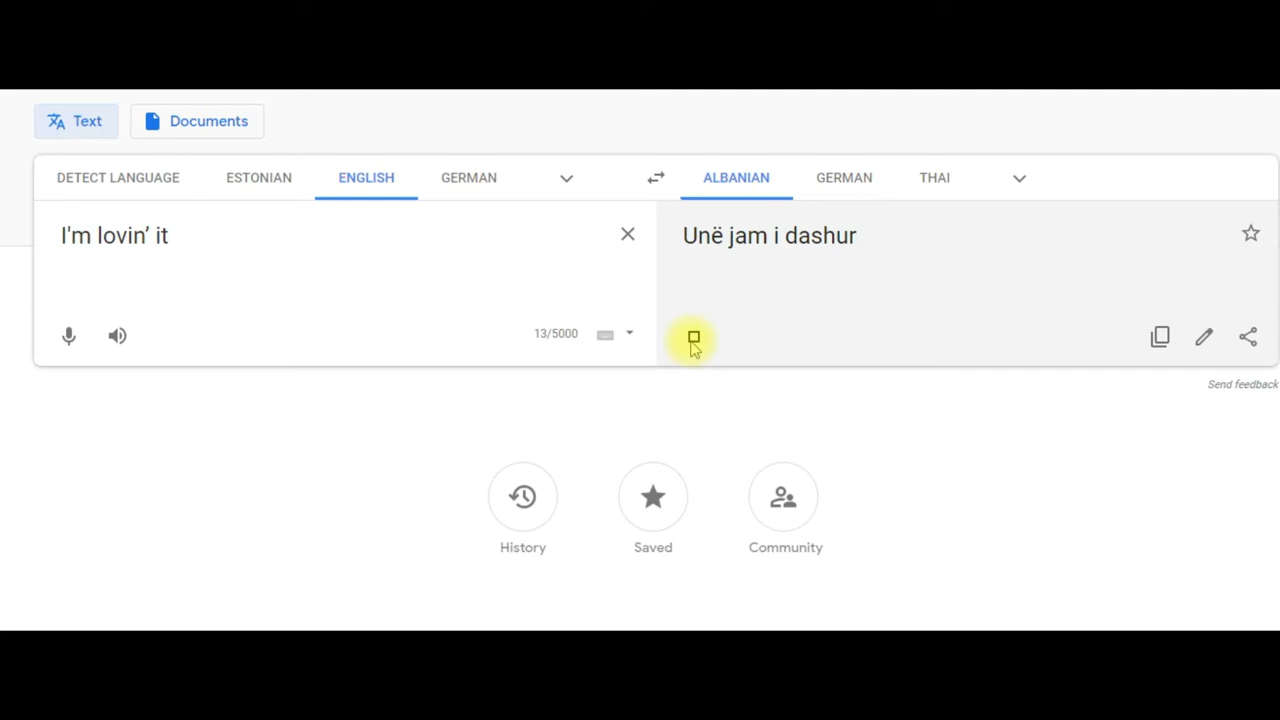 Text Documents
DETECT LANGUAGE ESTONIAN ENGLISH GERMAN ALBANIAN GERMAN THAI
I'm lovin’ it
Unë jam i dashur
13/5000
Send feedback
History Saved Community